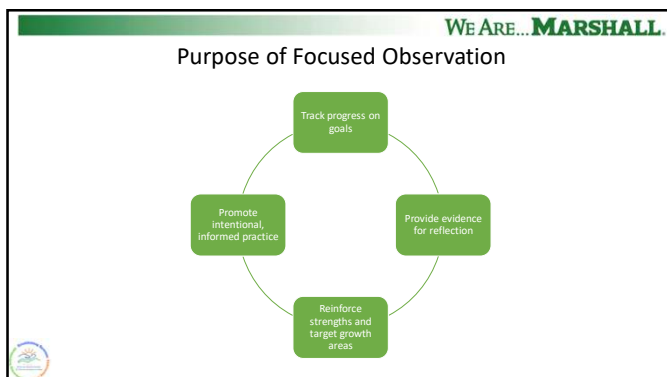 WE ARE... MARSHALL.
Purpose of Focused Observation
Track progress on
goals
Provide evidence
for reflection
Reinforce
strengths and
target growth
areas
Promote
intentional,
informed practice